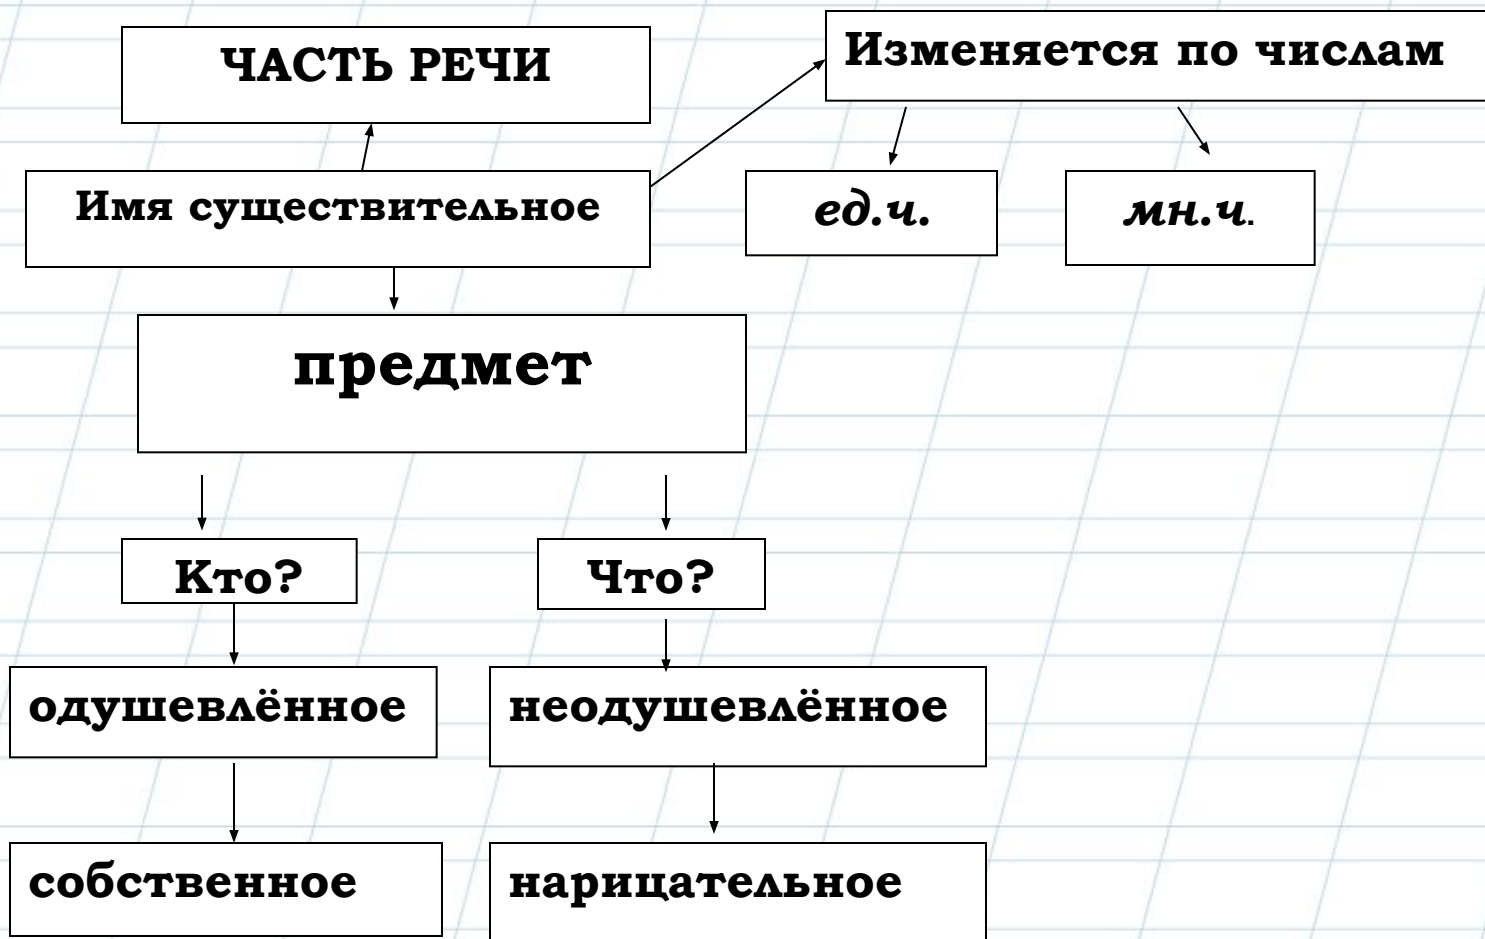 ЧАСТЬ РЕЧИ
Изменяется по числам
Имя существительное
ед.ч.
мн.ч.
предмет
Кто?
Что?
одушевлённое
неодушевлённое
собственное
нарицательное